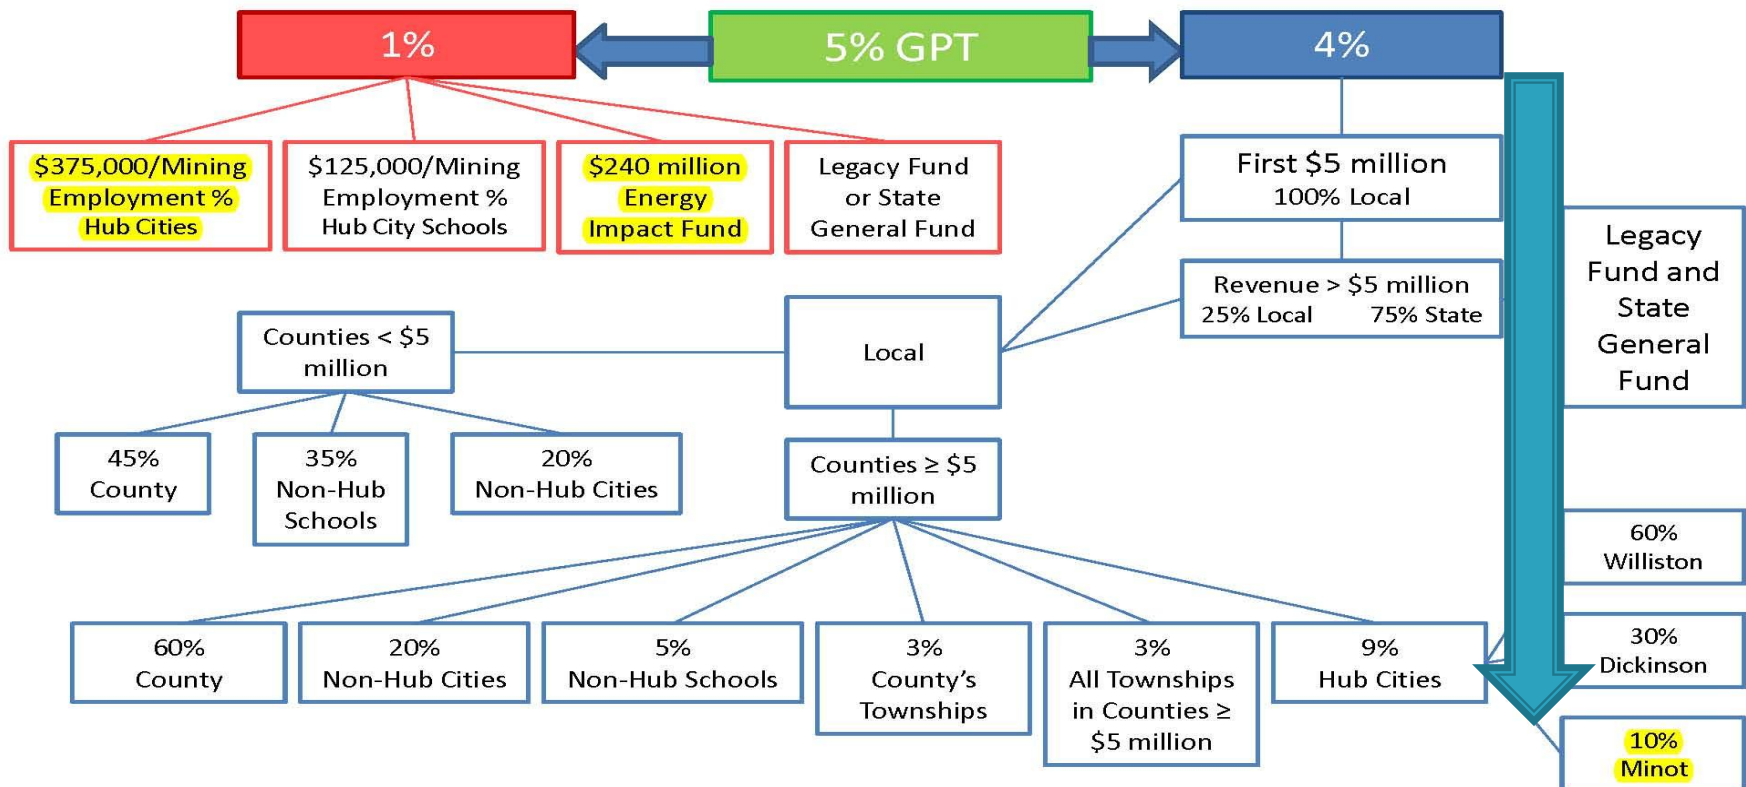 1%
5% GPT
4%
$375,000/Mining
Employment %
Hub Cities
$125,000/Mining
Employment %
Hub City Schools
$240 million
Energy
Impact Fund
Legacy Fund
or State
General Fund
First $5 million
100% Local
Revenue > $5 million
25% Local 75% State
Legacy
Fund and
State
General
Fund
Counties < $5
million
Local
45%
County
35%
Non-Hub
Schools
20%
Non-Hub Cities
Counties ≥ $5
million
60%
County
20%
Non-Hub Cities
5%
Non-Hub Schools
3%
County’s
Townships
3%
All Townships
in Counties ≥
$5 million
9%
Hub Cities
60%
Williston
30%
Dickinson
10%
Minot